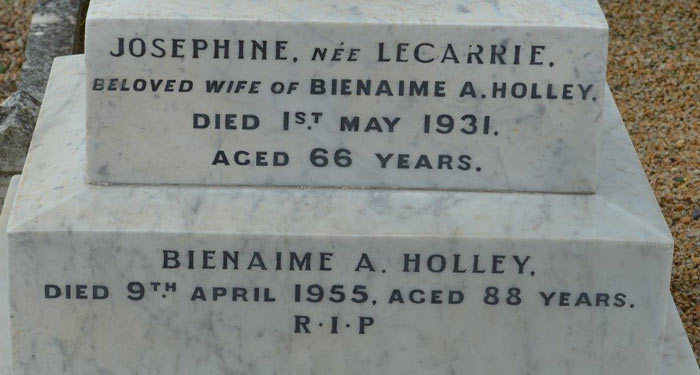 JOSEPHINE, NÉE LECARRIE.
BELOVED WIFE OF BIENAIME A. HOLLEY.
DIED 1ST. MAY 1931.
AGED 66 YEARS.
BIENAIME A. HOLLEY.
DIED 9TH. APRIL 1955, AGED 88 YEARS.
R·I·P